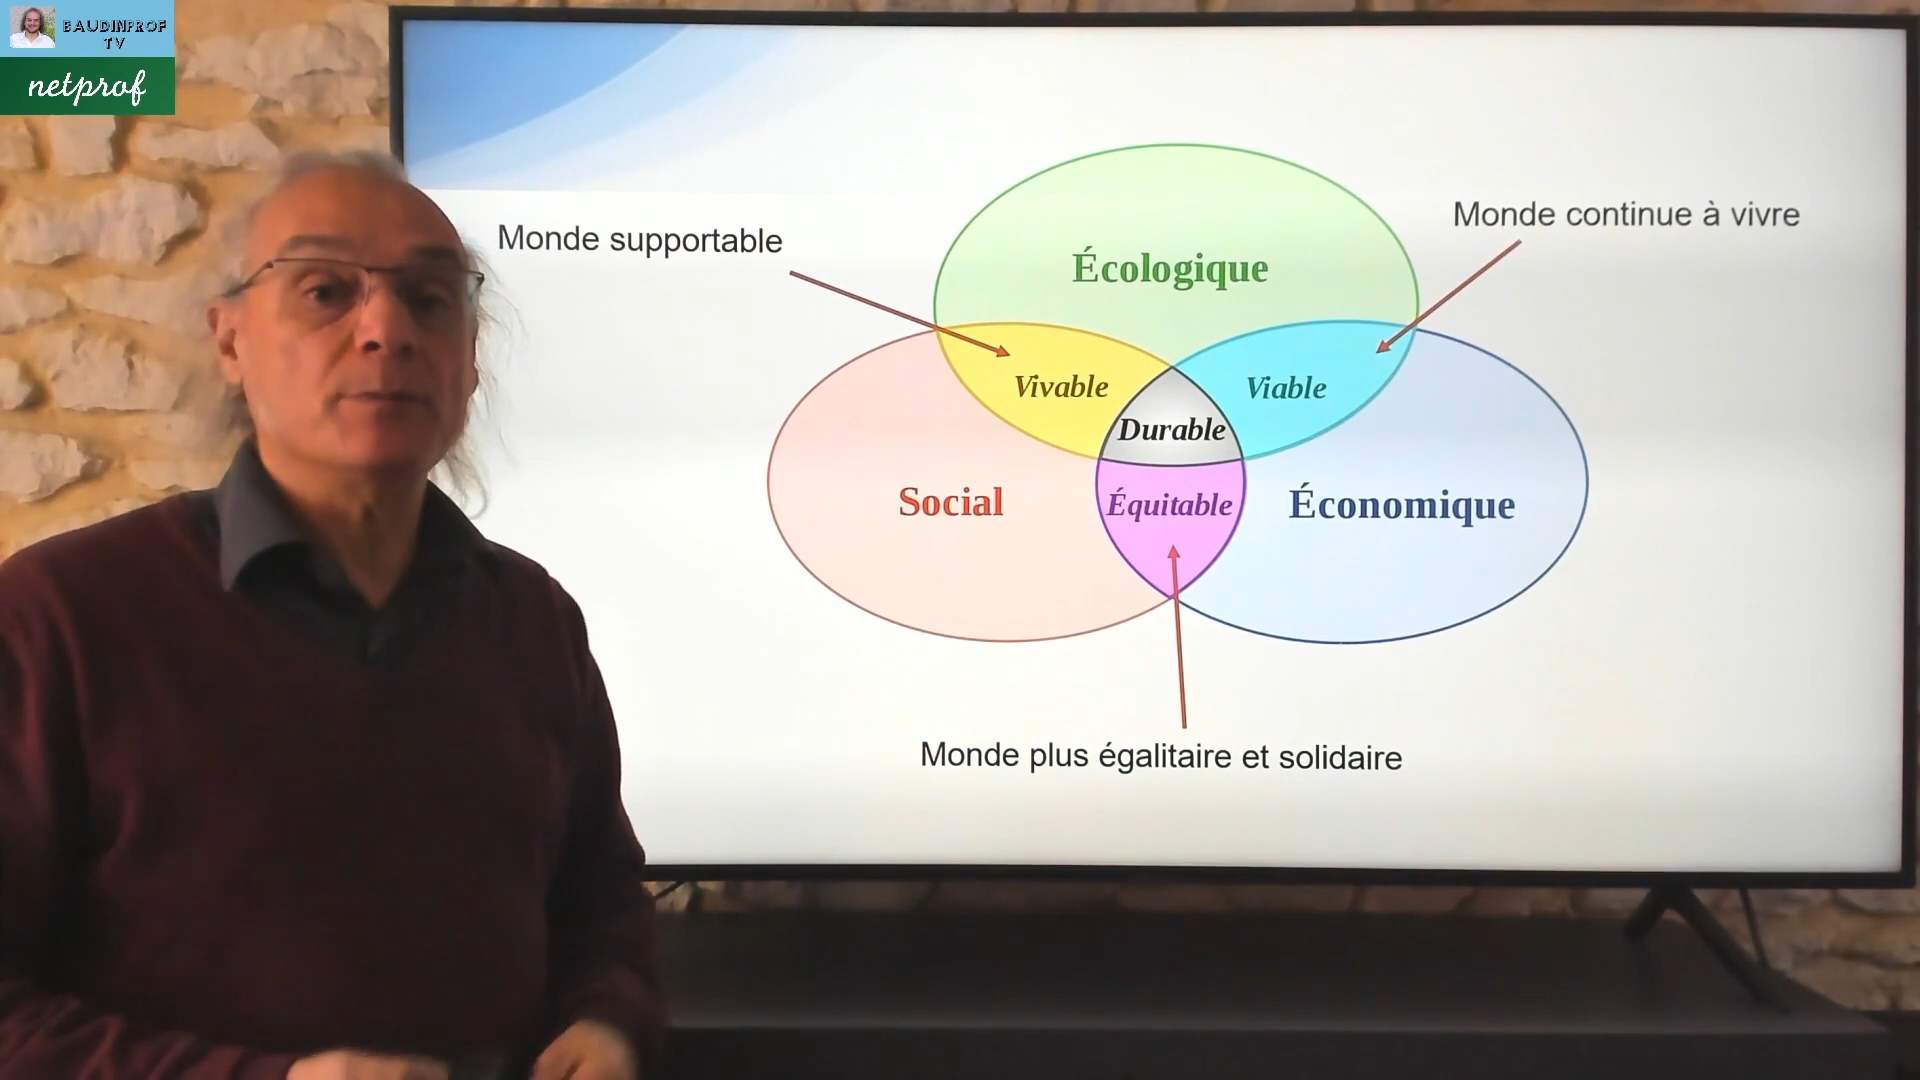 BAUDINPROF
TV
netprof
Monde supportable
Monde continue à vivre
Écologique
Vivable
Viable
Durable
Social
Équitable
Économique
Monde plus égalitaire et solidaire